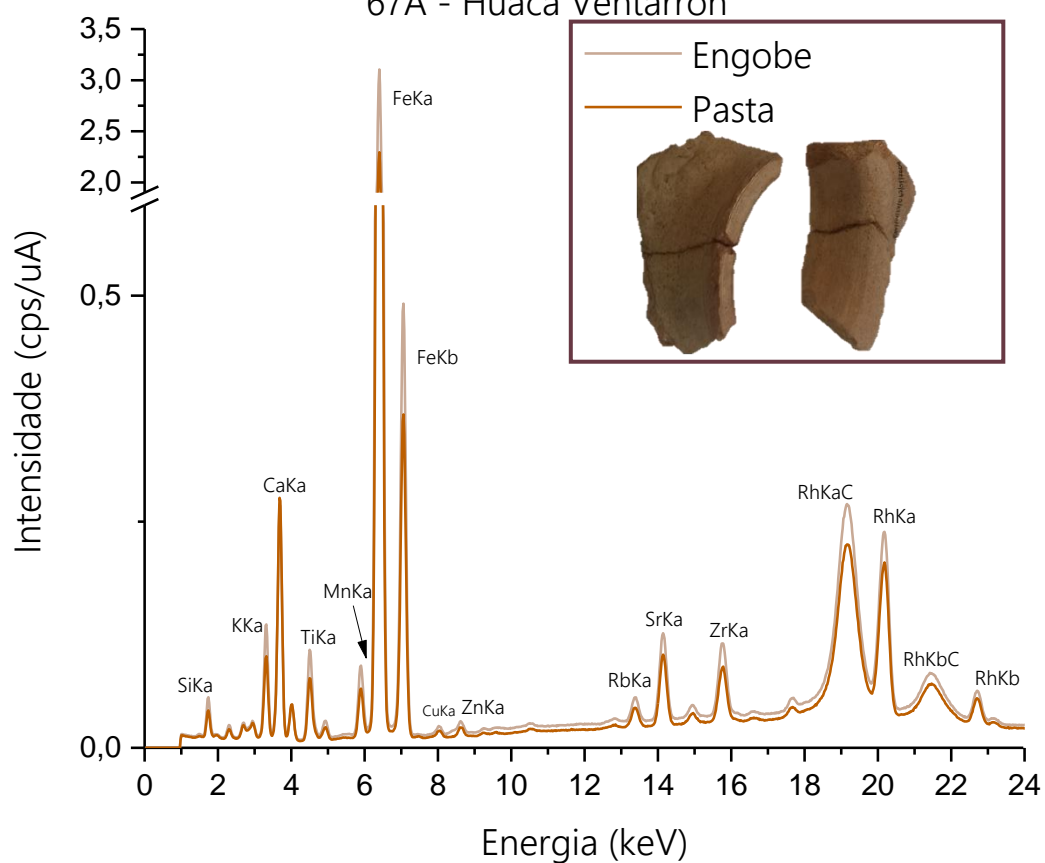 67A - Huaca Ventarrón
3,5
3,0
2,5
2,0
0,5
0,0
Intensidade (cps/uA)
Engobe
Pasta
FeKa
FeKb
CaKa
MnKa
KKa
TiKa
SiKa
CuKa
ZnKa
RbKa
SrKa
ZrKa
RhKaC
RhKa
RhKbC
RhKb
0 2 4 6 8 10 12 14 16 18 20 22 24
Energia (keV)